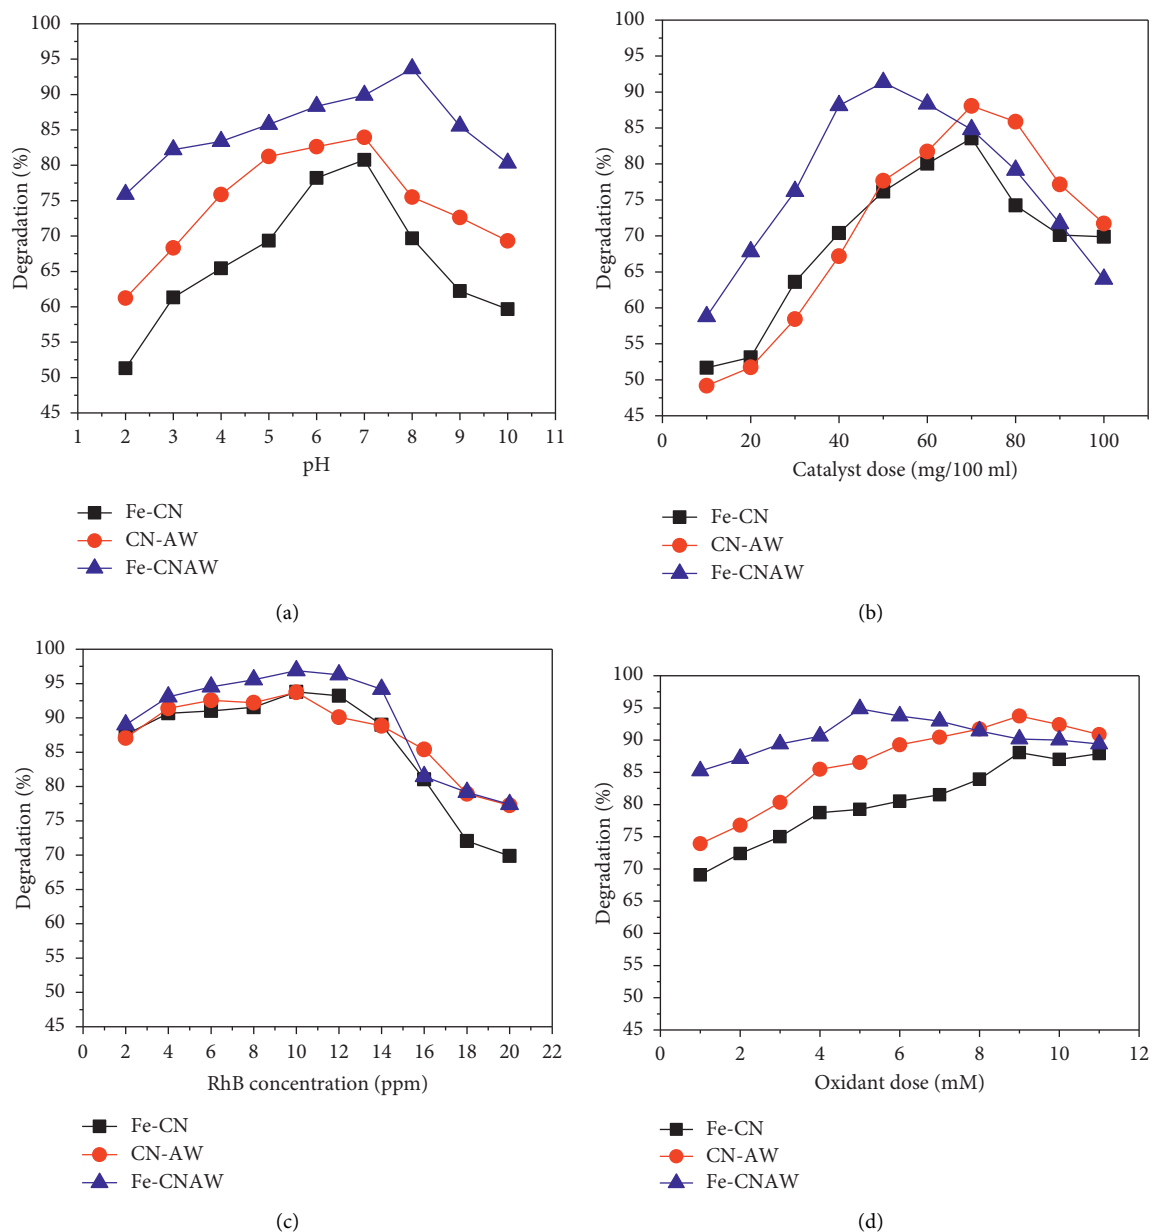 100
95
90
85
80
75
70
65
60
55
50
45
Degradation (%)
1 2 3 4 5 6 7 8 9 10 11
pH
Fe-CN
CN-AW
Fe-CNAW
(a)
100
95
90
85
80
75
70
65
60
55
50
45
Degradation (%)
0 20 40 60 80 100
Catalyst dose (mg/100 ml)
Fe-CN
CN-AW
Fe-CNAW
(b)
100
95
90
85
80
75
70
65
60
55
50
45
Degradation (%)
0 2 4 6 8 10 12 14 16 18 20 22
RhB concentration (ppm)
Fe-CN
CN-AW
Fe-CNAW
(c)
100
95
90
85
80
75
70
65
60
55
50
45
Degradation (%)
0 2 4 6 8 10 12
Oxidant dose (mM)
Fe-CN
CN-AW
Fe-CNAW
(d)